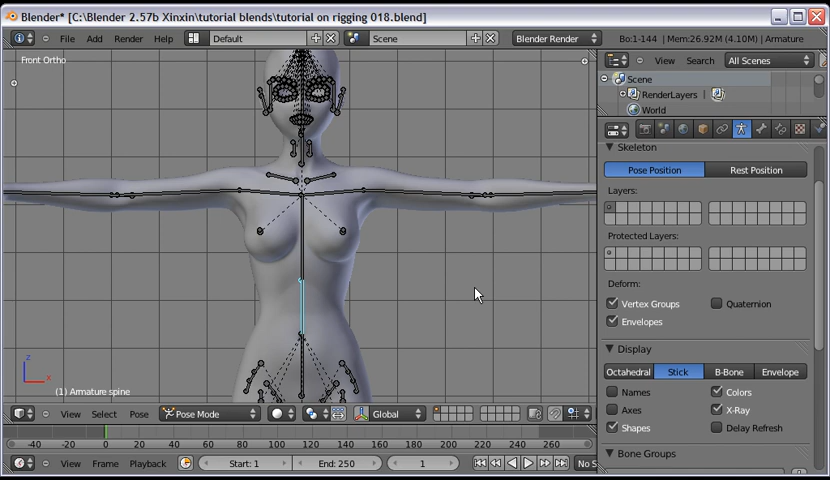 Blender* [C:\Blender 2.57b Xinxin\tutorial blends\tutorial on rigging 018.blend]
File Add Render Help Default Scene Blender Render Bo:1-144 | Mem:26.92M (4.10M) | Armature
Front Ortho
View Search All Scenes
Scene
RenderLayers
World
Skeleton
Pose Position Rest Position
Layers:
Protected Layers:
Deform:
Vertex Groups Quaternion
Envelopes
Display
Octahedral Stick B-Bone Envelope
Names Colors
Axes X-Ray
Shapes Delay Refresh
Bone Groups
z
x
(1) Armature spine
View Select Pose Pose Mode Global
-40 -20 0 20 40 60 80 100 120 140 160 180 200 220 240 260
View Frame Playback Start: 1 End: 250 1 No S